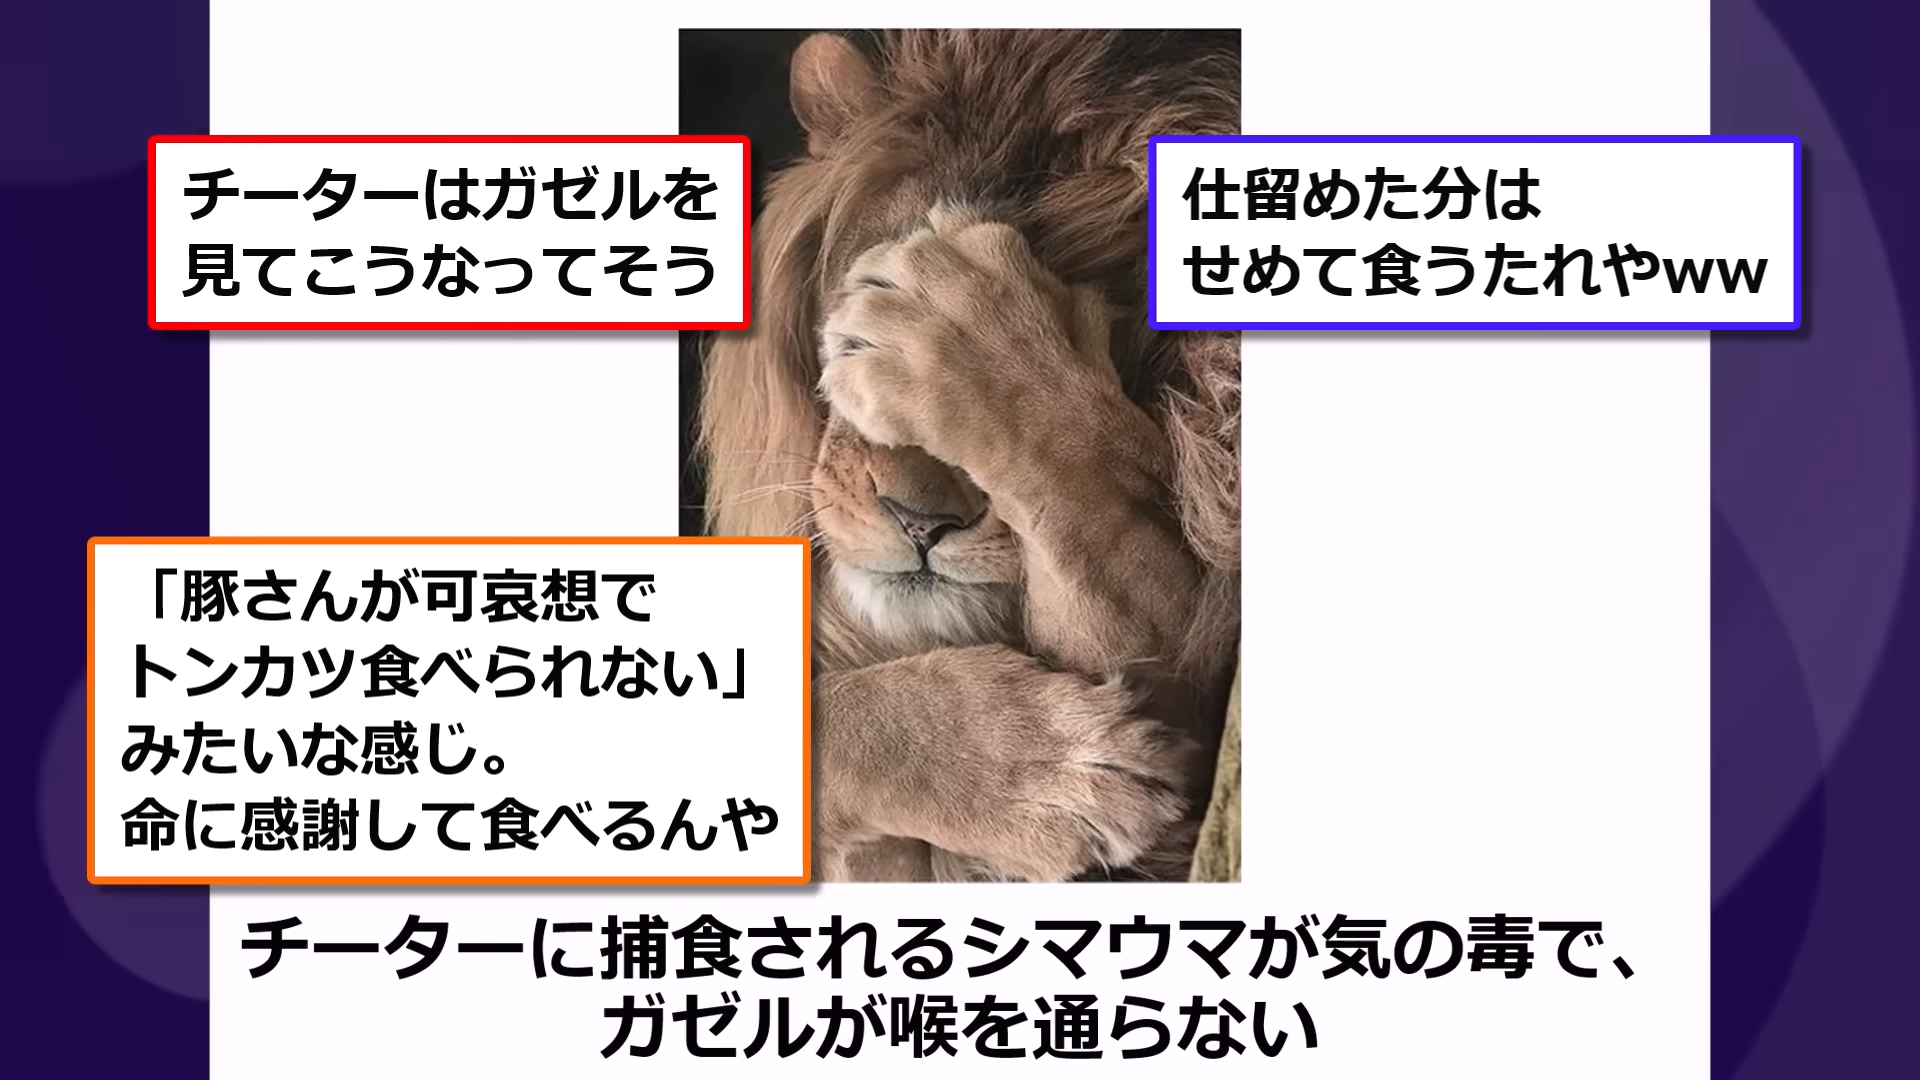 チーターはガゼルを
見てこうなってそう
仕留めた分は
せめて食うたれやww
「豚さんが可哀想で
トンカツ食べられない」
みたいな感じ。
命に感謝して食べるんや
チーターに捕食されるシマウマが気の毒で、
ガゼルが喉を通らない